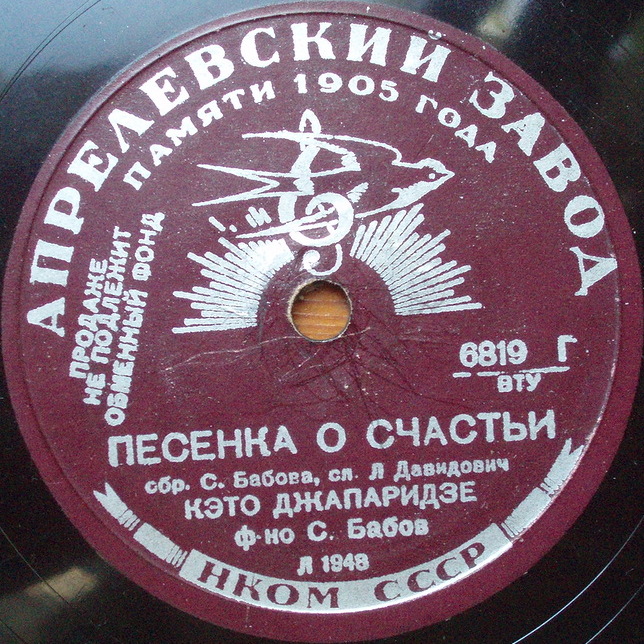 АПРЕЛЕВСКИЙ ЗАВОД
ПАМЯТИ 1905 ГОДА
ПРОДАЖЕ
НЕ ПОДЛЕЖИТ
ОБМЕННЫЙ ФОНД
6819 Г
ВТУ
ПЕСЕНКА О СЧАСТЬИ
обр. С. Бабова, сл. Л Давидович
КЭТО ДЖАПАРИДЗЕ
ф-но С. Бабов
Л 1948
НКОМ СССР